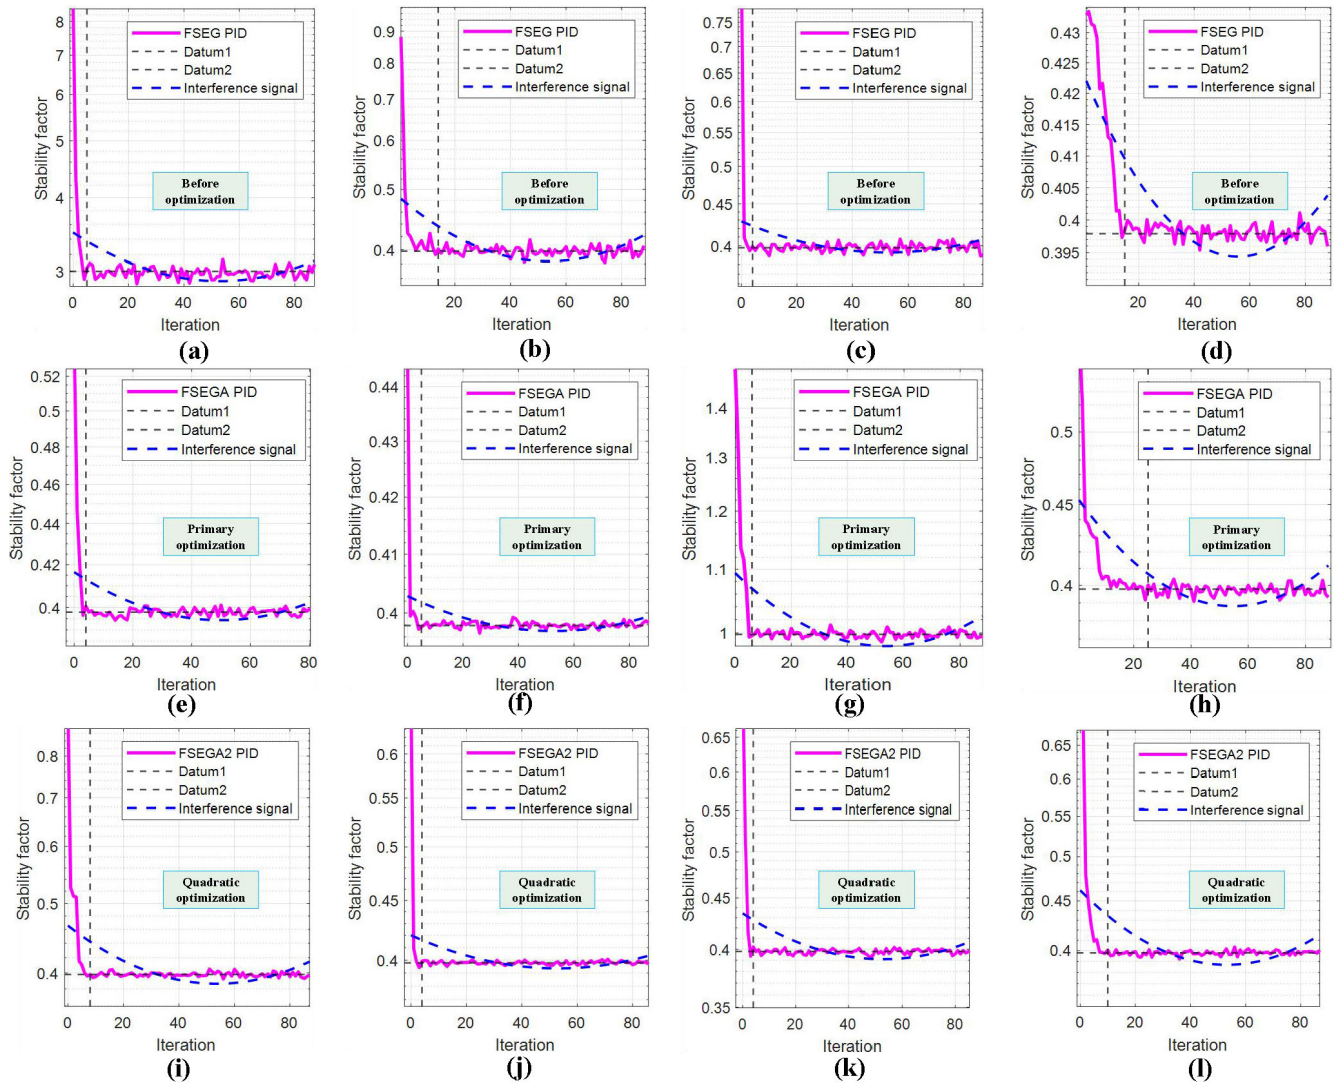 8
7
6
5
4
3
Stability factor
FSEG PID
Datum1
Datum2
Interference signal
Before
optimization
0
20
40
60
80
Iteration
(a)
0.9
0.8
0.7
0.6
0.5
0.4
Stability factor
FSEG PID
Datum1
Datum2
Interference signal
Before
optimization
20
40
60
80
Iteration
(b)
0.75
0.7
0.65
0.6
0.55
0.5
0.45
0.4
Stability factor
FSEG PID
Datum1
Datum2
Interference signal
Before
optimization
0
20
40
60
80
Iteration
(c)
0.43
0.425
0.42
0.415
0.41
0.405
0.4
0.395
Stability factor
FSEG PID
Datum1
Datum2
Interference signal
Before
optimization
20
40
60
80
Iteration
(d)
0.52
0.5
0.48
0.46
0.44
0.42
0.4
Stability factor
FSEGA PID
Datum1
Datum2
Interference signal
Primary
optimization
0
20
40
60
80
Iteration
(e)
0.44
0.43
0.42
0.41
0.4
Stability factor
FSEGA PID
Datum1
Datum2
Interference signal
Primary
optimization
0
20
40
60
80
Iteration
(f)
1.4
1.3
1.2
1.1
1
Stability factor
FSEGA PID
Datum1
Datum2
Interference signal
Primary
optimization
0
20
40
60
80
Iteration
(g)
0.5
0.45
0.4
Stability factor
FSEGA PID
Datum1
Datum2
Interference signal
Primary
optimization
20
40
60
80
Iteration
(h)
0.8
0.7
0.6
0.5
0.4
Stability factor
FSEGA2 PID
Datum1
Datum2
Interference signal
Quadratic
optimization
0
20
40
60
80
Iteration
(i)
0.6
0.55
0.5
0.45
0.4
Stability factor
FSEGA2 PID
Datum1
Datum2
Interference signal
Quadratic
optimization
0
20
40
60
80
Iteration
(j)
0.65
0.6
0.55
0.5
0.45
0.4
0.35
Stability factor
FSEGA2 PID
Datum1
Datum2
Interference signal
Quadratic
optimization
0
20
40
60
80
Iteration
(k)
0.65
0.6
0.55
0.5
0.45
0.4
Stability factor
FSEGA2 PID
Datum1
Datum2
Interference signal
Quadratic
optimization
0
20
40
60
80
Iteration
(l)